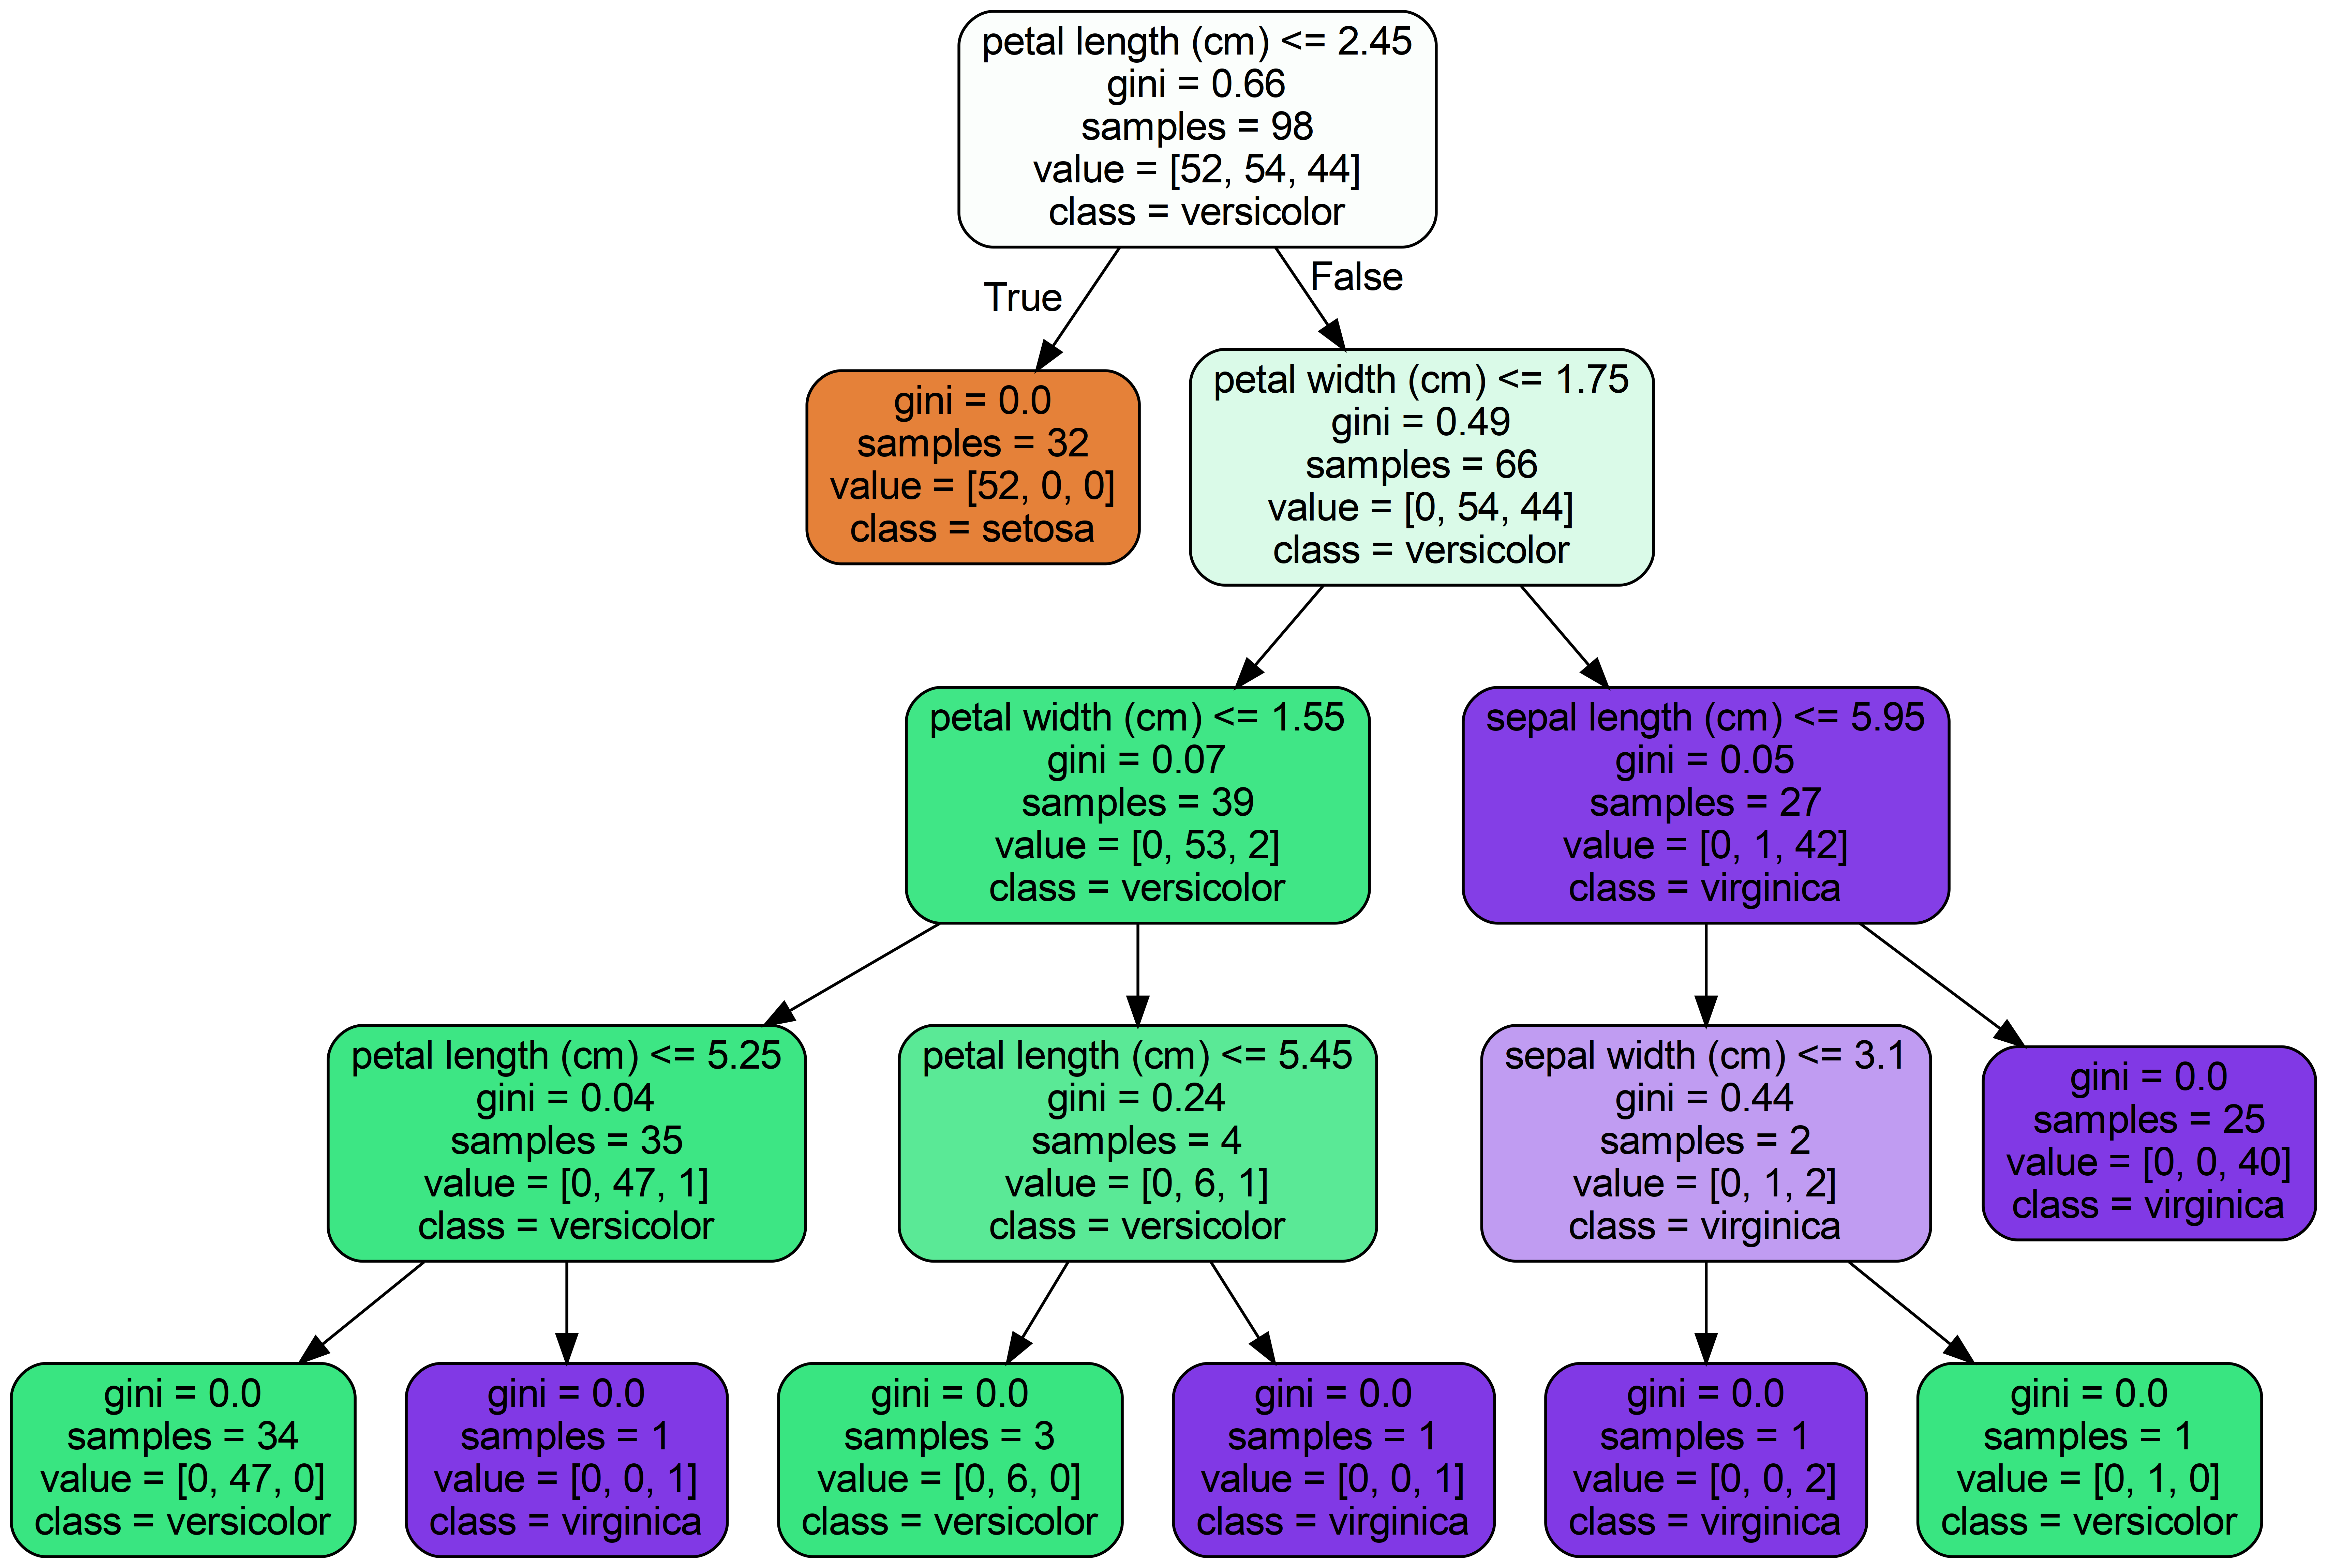 petal length (cm) <= 2.45
gini = 0.66
samples = 98
value = [52, 54, 44]
class = versicolor
True
False
gini = 0.0
samples = 32
value = [52, 0, 0]
class = setosa
petal width (cm) <= 1.75
gini = 0.49
samples = 66
value = [0, 54, 44]
class = versicolor
petal width (cm) <= 1.55
gini = 0.07
samples = 39
value = [0, 53, 2]
class = versicolor
sepal length (cm) <= 5.95
gini = 0.05
samples = 27
value = [0, 1, 42]
class = virginica
petal length (cm) <= 5.25
gini = 0.04
samples = 35
value = [0, 47, 1]
class = versicolor
petal length (cm) <= 5.45
gini = 0.24
samples = 4
value = [0, 6, 1]
class = versicolor
sepal width (cm) <= 3.1
gini = 0.44
samples = 2
value = [0, 1, 2]
class = virginica
gini = 0.0
samples = 25
value = [0, 0, 40]
class = virginica
gini = 0.0
samples = 34
value = [0, 47, 0]
class = versicolor
gini = 0.0
samples = 1
value = [0, 0, 1]
class = virginica
gini = 0.0
samples = 3
value = [0, 6, 0]
class = versicolor
gini = 0.0
samples = 1
value = [0, 0, 1]
class = virginica
gini = 0.0
samples = 1
value = [0, 0, 2]
class = virginica
gini = 0.0
samples = 1
value = [0, 1, 0]
class = versicolor